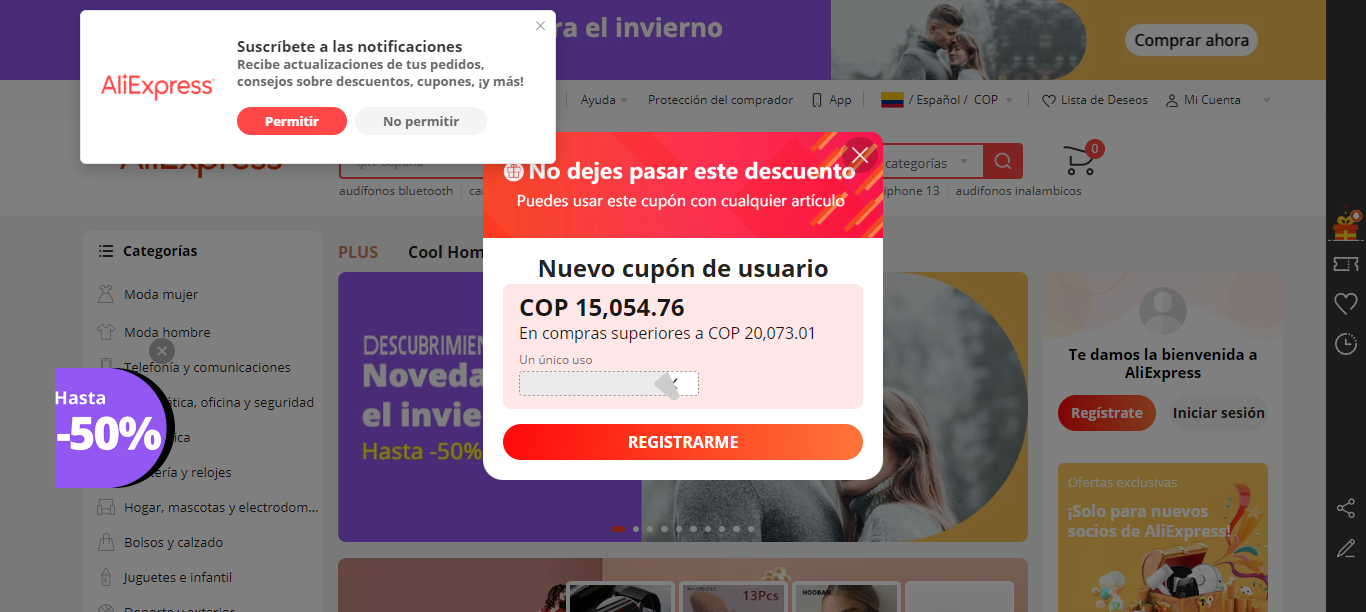 ra el invierno
Comprar ahora
Suscríbete a las notificaciones
Recibe actualizaciones de tus pedidos,
consejos sobre descuentos, cupones, ¡y más!
AliExpress
Permitir
No permitir
Ayuda
Protección del comprador
App
/ Español / COP
Lista de Deseos
Mi Cuenta
AliExpress
categorías
0
audífonos bluetooth
iphone 13
audifonos inalambicos
No dejes pasar este descuento
Puedes usar este cupón con cualquier artículo
Nuevo cupón de usuario
COP 15,054.76
En compras superiores a COP 20,073.01
Un único uso
REGISTRARME
Categorías
Moda mujer
Moda hombre
Telefonía y comunicaciones
ática, oficina y seguridad
ica
tería y relojes
Hogar, mascotas y electrodom...
Bolsos y calzado
Juguetes e infantil
Deporte y exterior
Hasta
-50%
PLUS
Cool Hom
DESCUBRIMIEN
Noveda
el invie
Hasta -50%
Te damos la bienvenida a
AliExpress
Regístrate
Iniciar sesión
Ofertas exclusivas
¡Solo para nuevos
socios de AliExpress!
13Pcs
HOOBAN